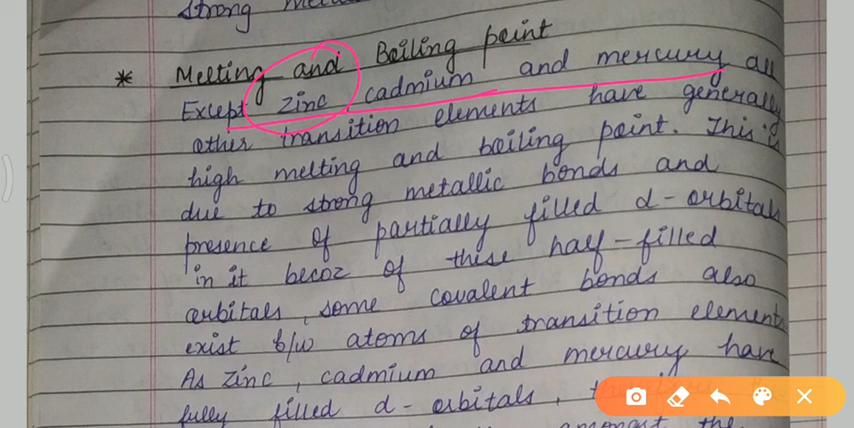 strong
* Melting and Boiling point
Except zinc, cadmium and mercury all
other transition elements have generally
high melting and boiling point. This is
due to strong metallic bonds and
presence of partially filled d-orbitals
in it becoz of these half-filled
orbitals, some covalent bonds also
exist b/w atoms of transition element
As zinc, cadmium and mercury have
fully filled d-orbitals,
amongst the